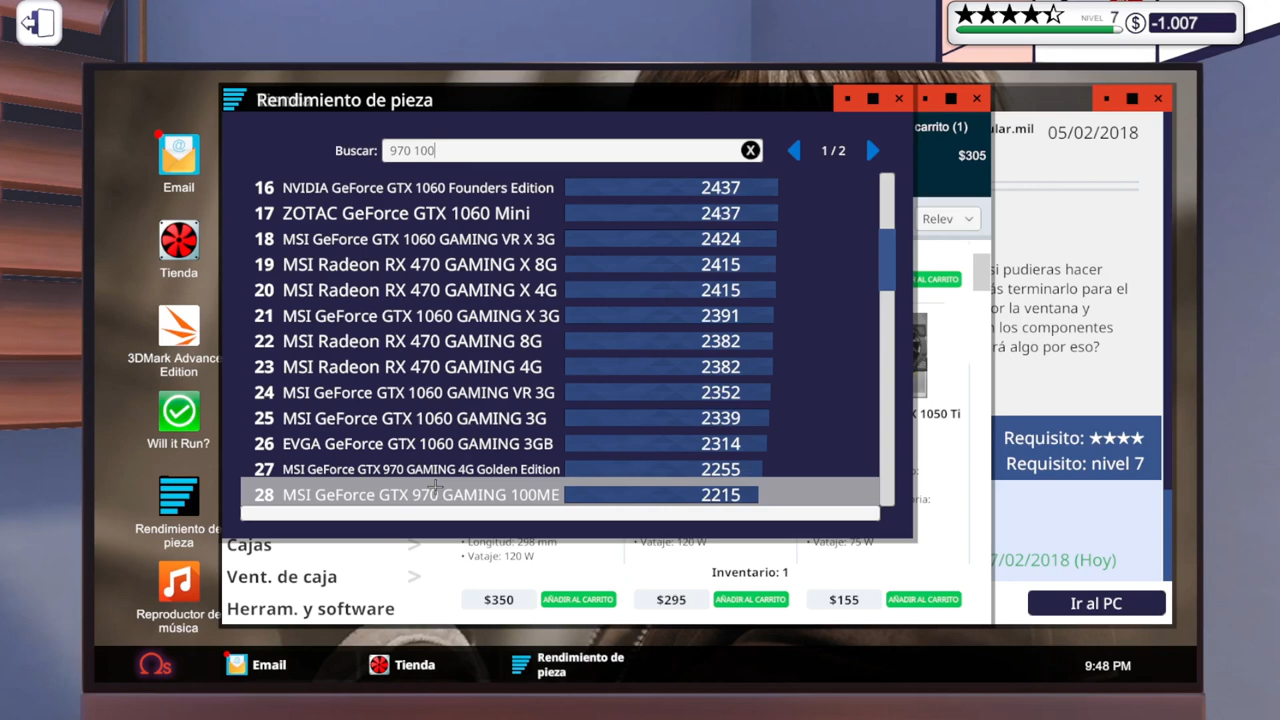 NIVEL 7 $ -1.007
Rendimiento de pieza
Buscar: 970 100 X 1 / 2
16 NVIDIA GeForce GTX 1060 Founders Edition 2437
17 ZOTAC GeForce GTX 1060 Mini 2437
18 MSI GeForce GTX 1060 GAMING VR X 3G 2424
19 MSI Radeon RX 470 GAMING X 8G 2415
20 MSI Radeon RX 470 GAMING X 4G 2415
21 MSI GeForce GTX 1060 GAMING X 3G 2391
22 MSI Radeon RX 470 GAMING 8G 2382
23 MSI Radeon RX 470 GAMING 4G 2382
24 MSI GeForce GTX 1060 GAMING VR 3G 2352
25 MSI GeForce GTX 1060 GAMING 3G 2339
26 EVGA GeForce GTX 1060 GAMING 3GB 2314
27 MSI GeForce GTX 970 GAMING 4G Golden Edition 2255
28 MSI GeForce GTX 970 GAMING 100ME 2215
Email
Tienda
3DMark Advance
Edition
Will it Run?
Rendimiento de
pieza
Reproductor de
música
carrito (1)
$305
Relev
AL CARRITO
1050 Ti
Cajas >
Vent. de caja >
Herram. y software
• Longitud: 298 mm
• Vataje: 120 W
• Vataje: 120 W
• Vataje: 75 W
Inventario: 1
$350 AÑADIR AL CARRITO
$295 AÑADIR AL CARRITO
$155 AÑADIR AL CARRITO
lar.mil 05/02/2018
si pudieras hacer
ás terminarlo para el
or la ventana y
los componentes
rá algo por eso?
Requisito: ★★★★
Requisito: nivel 7
7/02/2018 (Hoy)
Ir al PC
Ωs Email Tienda Rendimiento de
pieza
9:48 PM